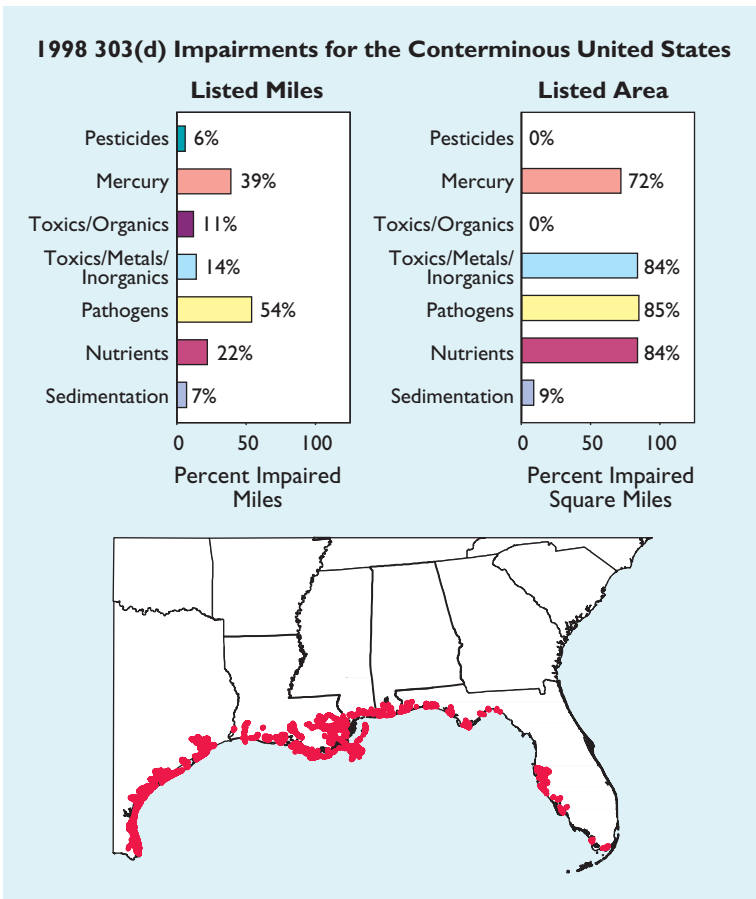 1998 303(d) Impairments for the Conterminous United States
Listed Miles
Pesticides 6%
Mercury 39%
Toxics/Organics 11%
Toxics/Metals/
Inorganics 14%
Pathogens 54%
Nutrients 22%
Sedimentation 7%
0 50 100
Percent Impaired
Miles
Listed Area
Pesticides 0%
Mercury 72%
Toxics/Organics 0%
Toxics/Metals/
Inorganics 84%
Pathogens 85%
Nutrients 84%
Sedimentation 9%
0 50 100
Percent Impaired
Square Miles